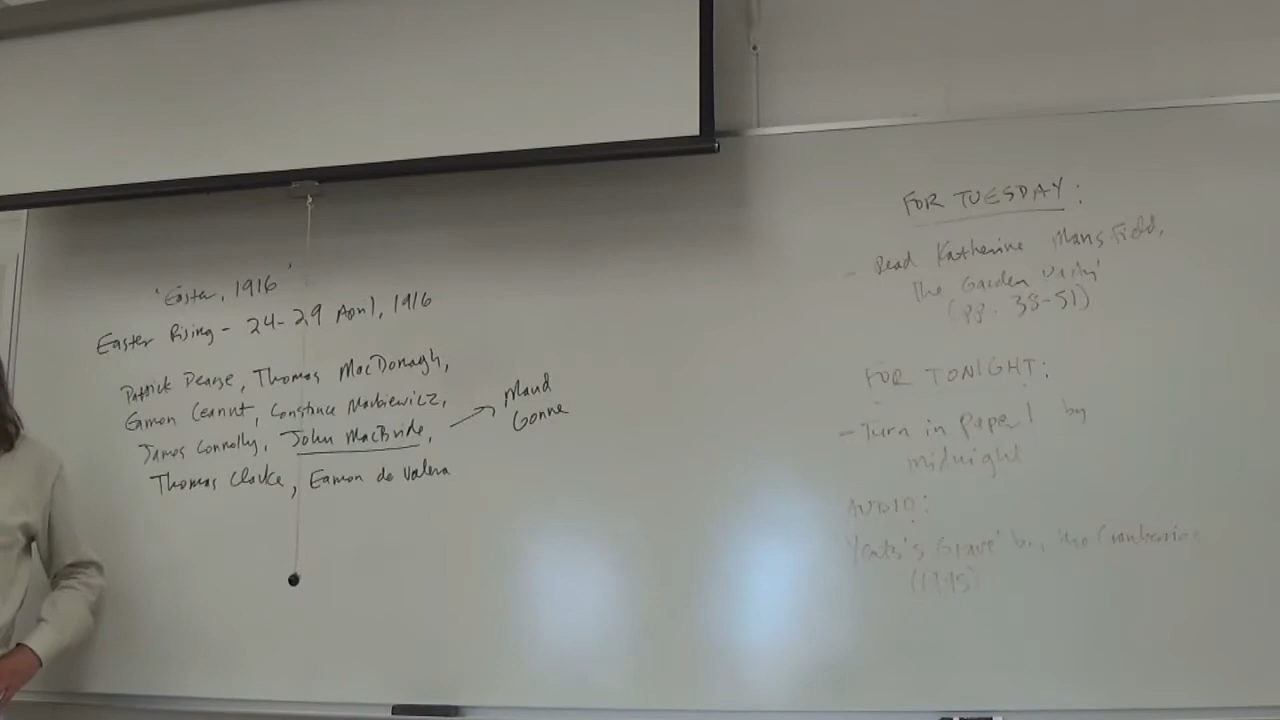 'Easter, 1916'
Easter Rising - 24-29 April, 1916
Patrick Pearse, Thomas MacDonagh,
Eamon Ceannt, Constance Markiewicz,
James Connolly, John MacBride, → Maud Gonne
Thomas Clarke, Eamon de Valera
FOR TUESDAY:
- Read Katherine Mansfield,
'The Garden Party'
(pp. 38-51)
FOR TONIGHT:
- Turn in Paper 1 by
midnight
AUDIO:
'Yeats's Grave' by the Cranberries